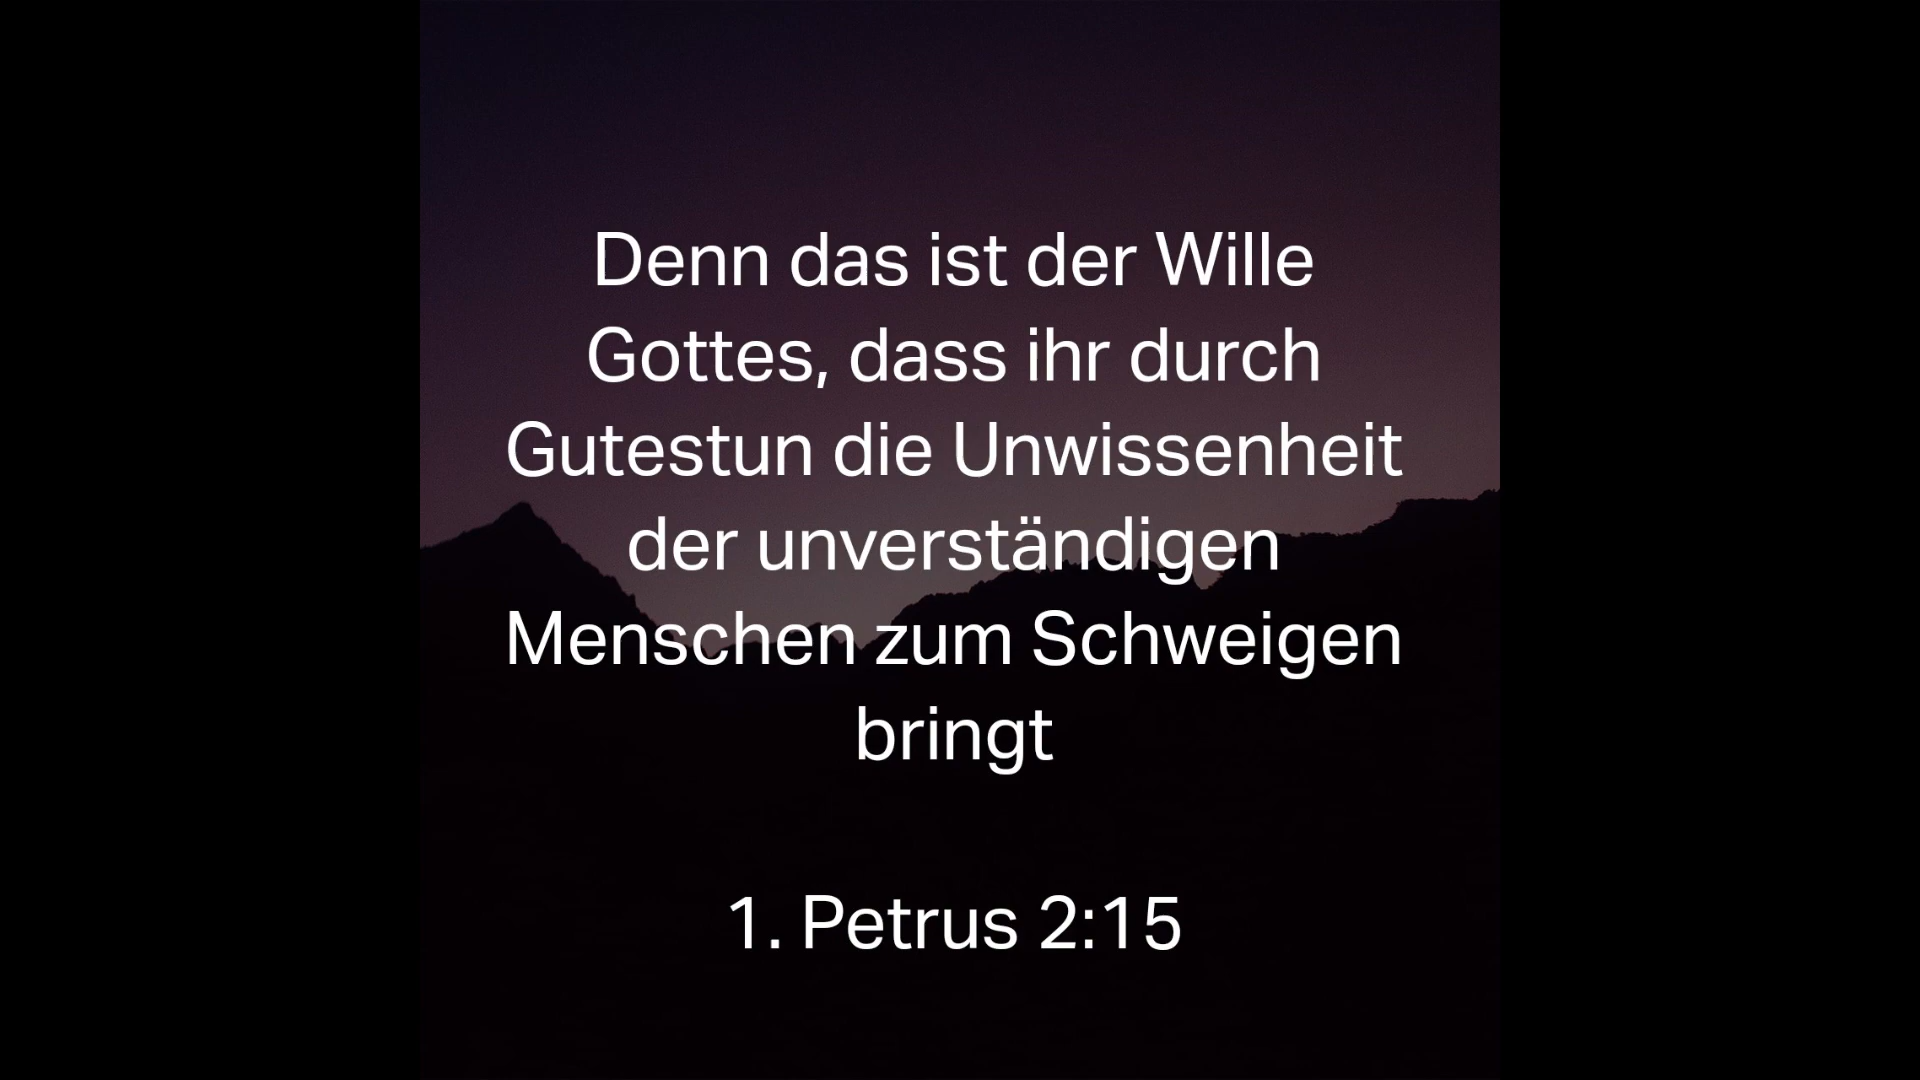 Denn das ist der Wille
Gottes, dass ihr durch
Gutestun die Unwissenheit
der unverständigen
Menschen zum Schweigen
bringt
1. Petrus 2:15